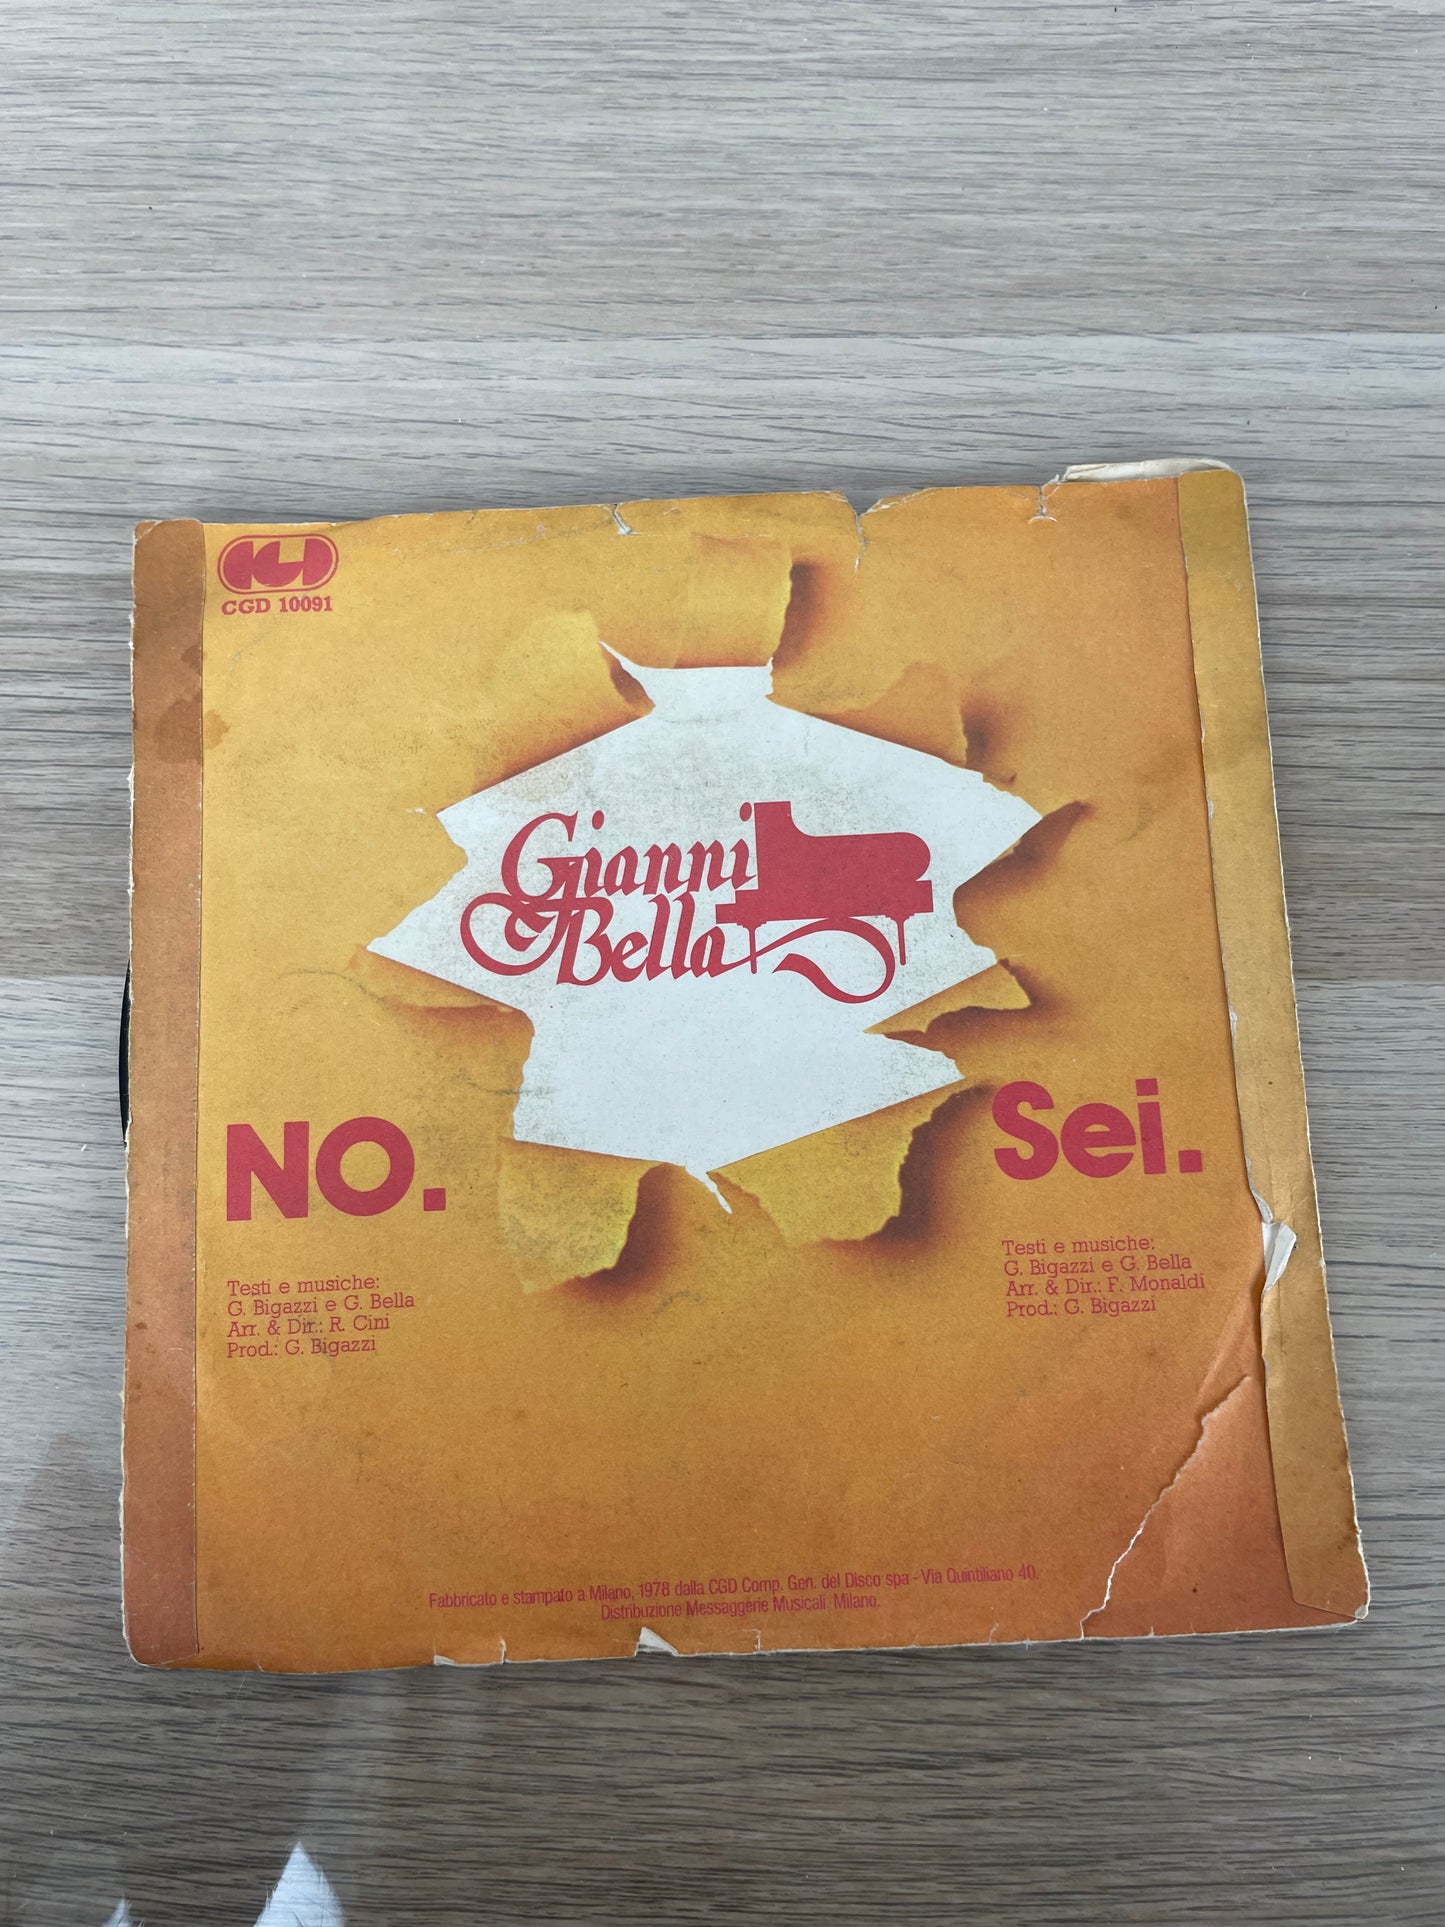 CGD 10091
Gianni
Bella
NO.
Testi e musiche:
G. Bigazzi e G. Bella
Arr. & Dir.: R. Cini
Prod.: G. Bigazzi
Sei.
Testi e musiche:
G. Bigazzi e G. Bella
Arr. & Dir.: F. Monaldi
Prod.: G. Bigazzi
Fabbricato e stampato a Milano, 1978 dalla CGD Comp. Gen. del Disco spa - Via Quintiliano 40.
Distribuzione Messaggerie Musicali Milano.